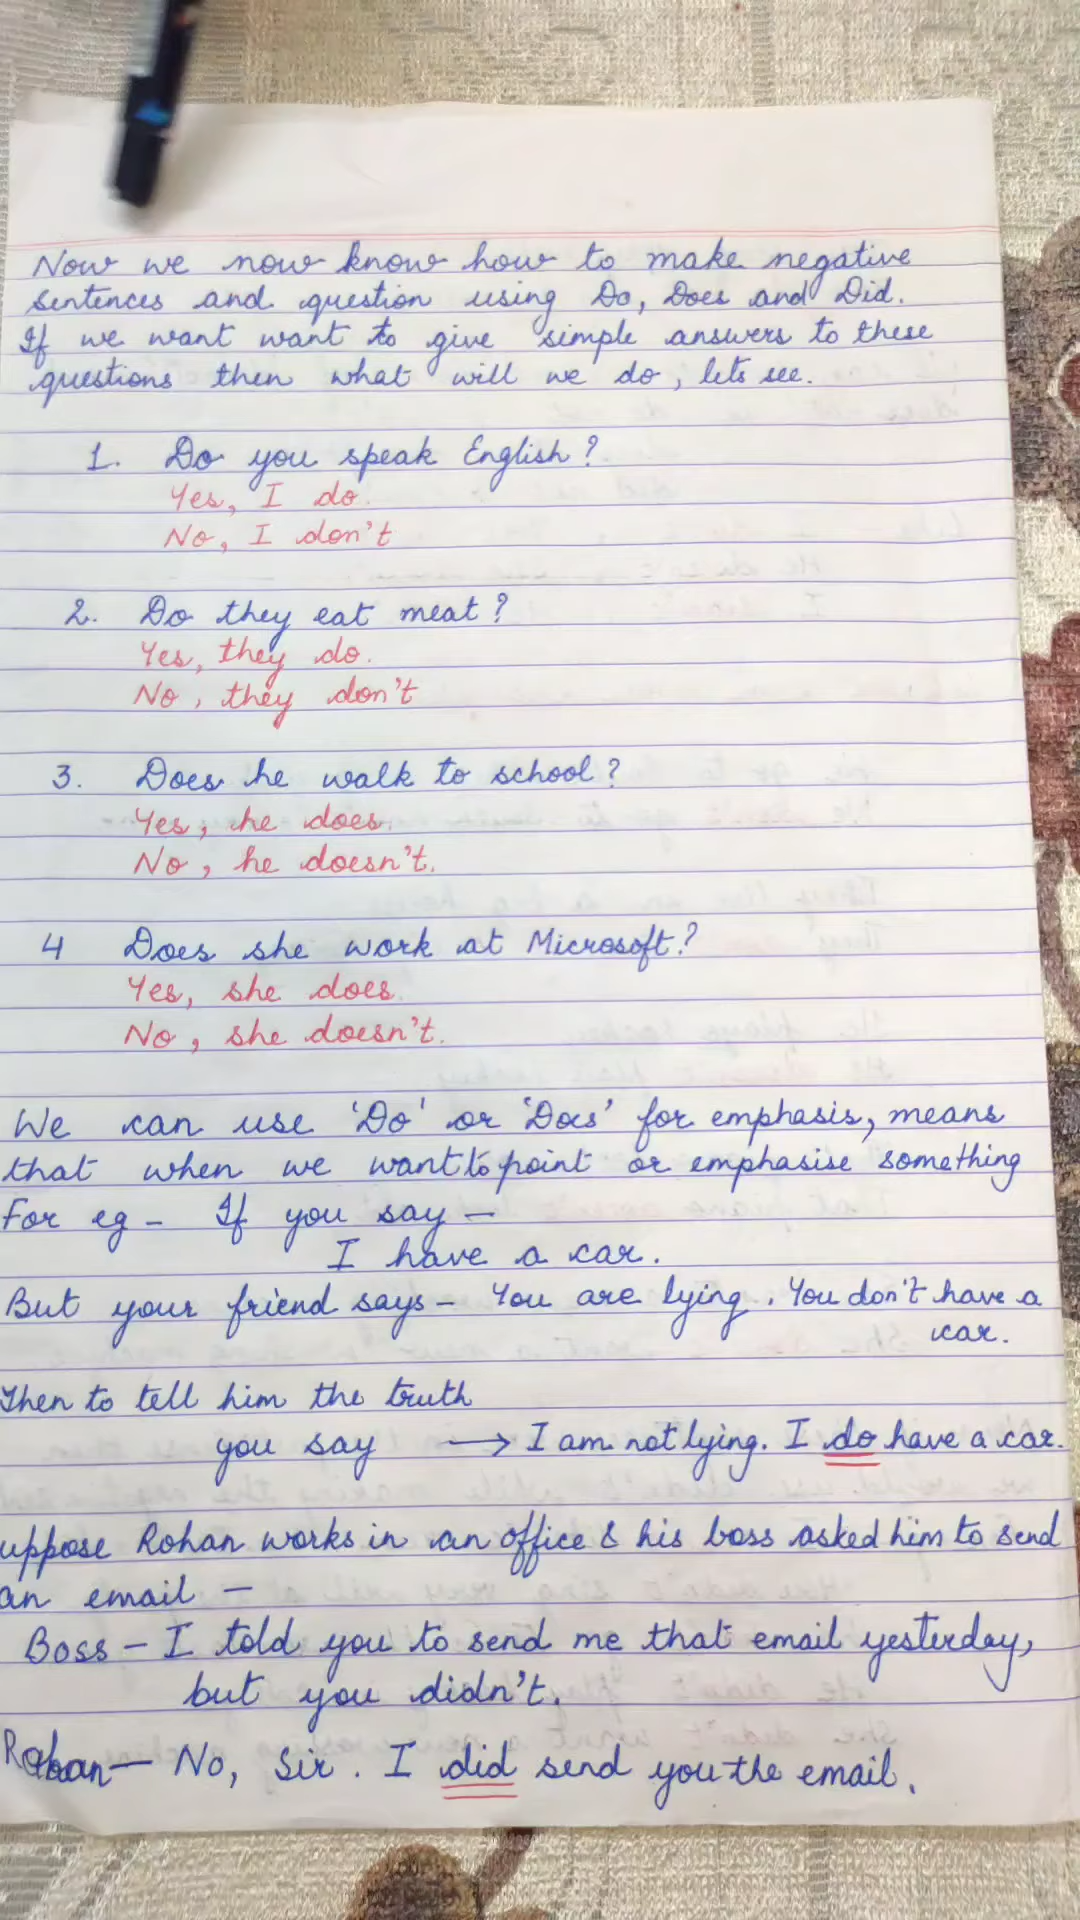 Now we now know how to make negative
sentences and question using Do, Does and Did.
If we want want to give simple answers to these
questions then what will we do, lets see.
1. Do you speak English?
Yes, I do.
No, I don't
2. Do they eat meat?
Yes, they do.
No, they don't
3. Does he walk to school?
Yes, he does.
No, he doesn't.
4 Does she work at Microsoft?
Yes, she does.
No, she doesn't.
We can use 'Do' or 'Does' for emphasis, means
that when we want to point or emphasise something
For eg - If you say -
I have a car.
But your friend says - You are lying. You don't have a
car.
Then to tell him the truth
you say → I am not lying. I do have a car.
uppose Rohan works in an office & his boss asked him to send
an email -
Boss - I told you to send me that email yesterday,
but you didn't.
Rohan - No, Sir. I did send you the email.